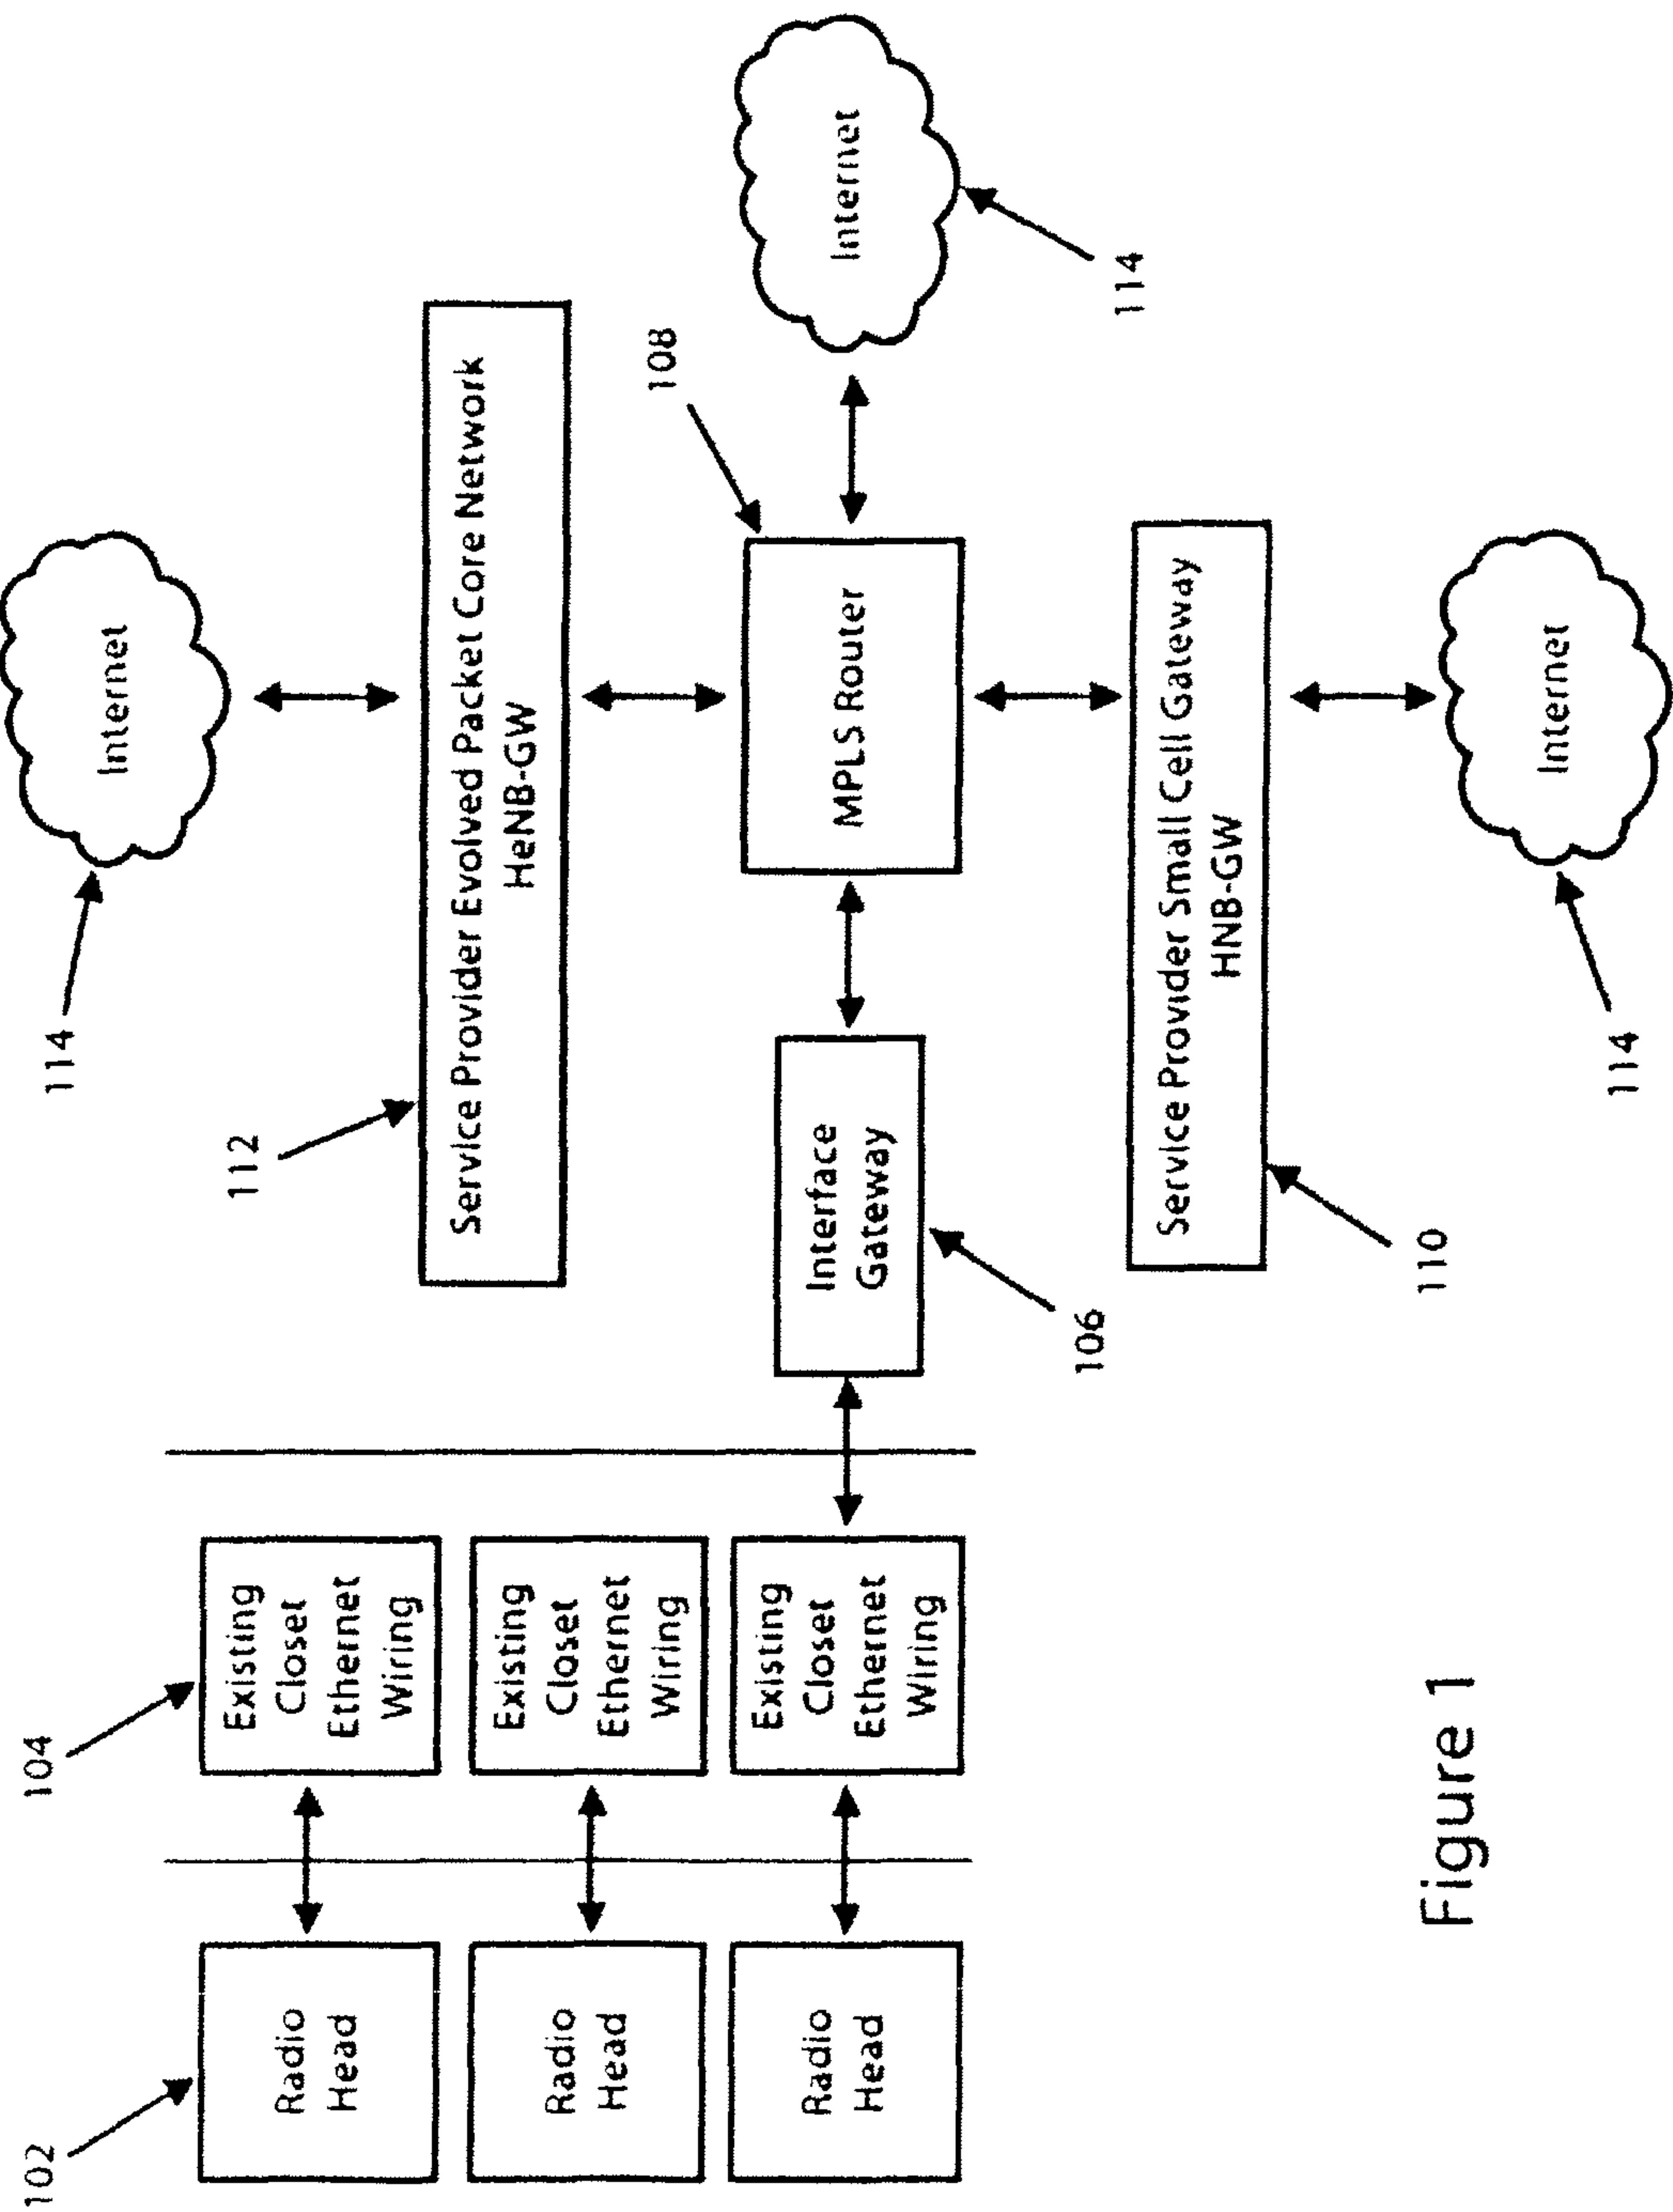 102
104
114
Internet
112
Radio
Head
Existing
Closet
Ethernet
Wiring
Service Provider Evolved Packet Core Network
HeNB-GW
Radio
Head
Existing
Closet
Ethernet
Wiring
108
Radio
Head
Existing
Closet
Ethernet
Wiring
Interface
Gateway
MPLS Router
Internet
106
114
Service Provider Small Cell Gateway
HNB-GW
110
Internet
114
Figure 1